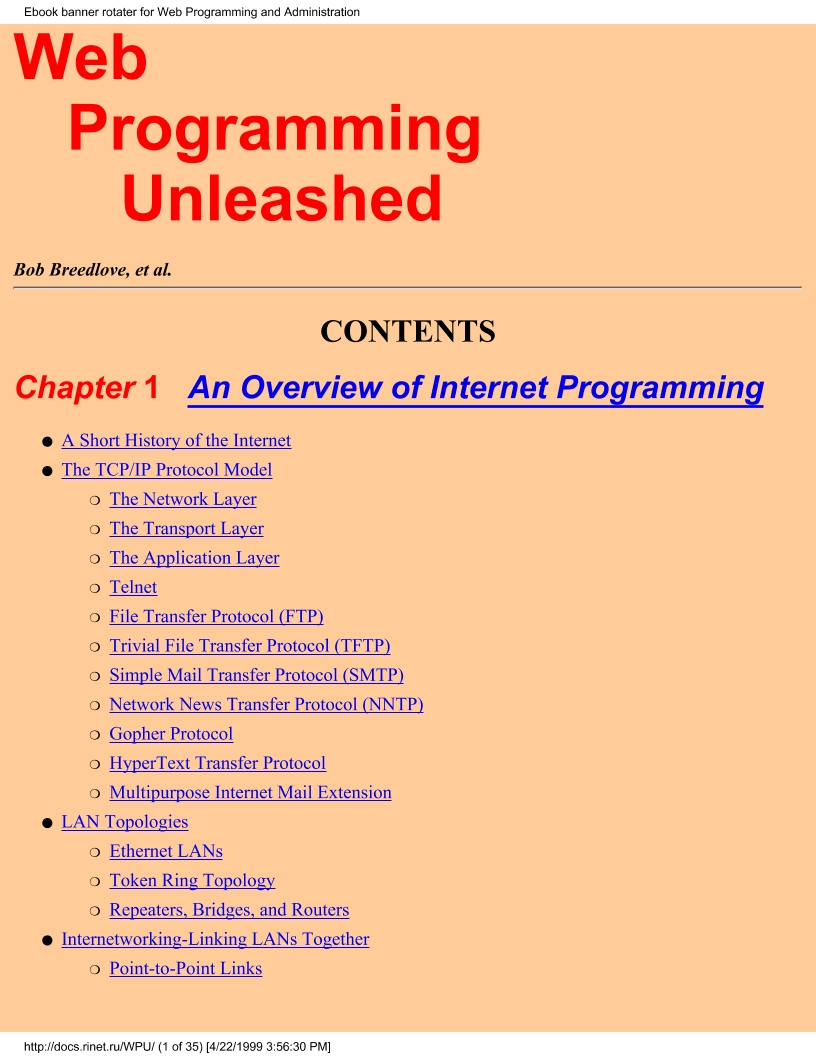 Ebook banner rotater for Web Programming and Administration
Web
Programming
Unleashed
Bob Breedlove, et al.
CONTENTS
Chapter 1 An Overview of Internet Programming
● A Short History of the Internet
● The TCP/IP Protocol Model
❍ The Network Layer
❍ The Transport Layer
❍ The Application Layer
❍ Telnet
❍ File Transfer Protocol (FTP)
❍ Trivial File Transfer Protocol (TFTP)
❍ Simple Mail Transfer Protocol (SMTP)
❍ Network News Transfer Protocol (NNTP)
❍ Gopher Protocol
❍ HyperText Transfer Protocol
❍ Multipurpose Internet Mail Extension
● LAN Topologies
❍ Ethernet LANs
❍ Token Ring Topology
❍ Repeaters, Bridges, and Routers
● Internetworking-Linking LANs Together
❍ Point-to-Point Links
http://docs.rinet.ru/WPU/ (1 of 35) [4/22/1999 3:56:30 PM]